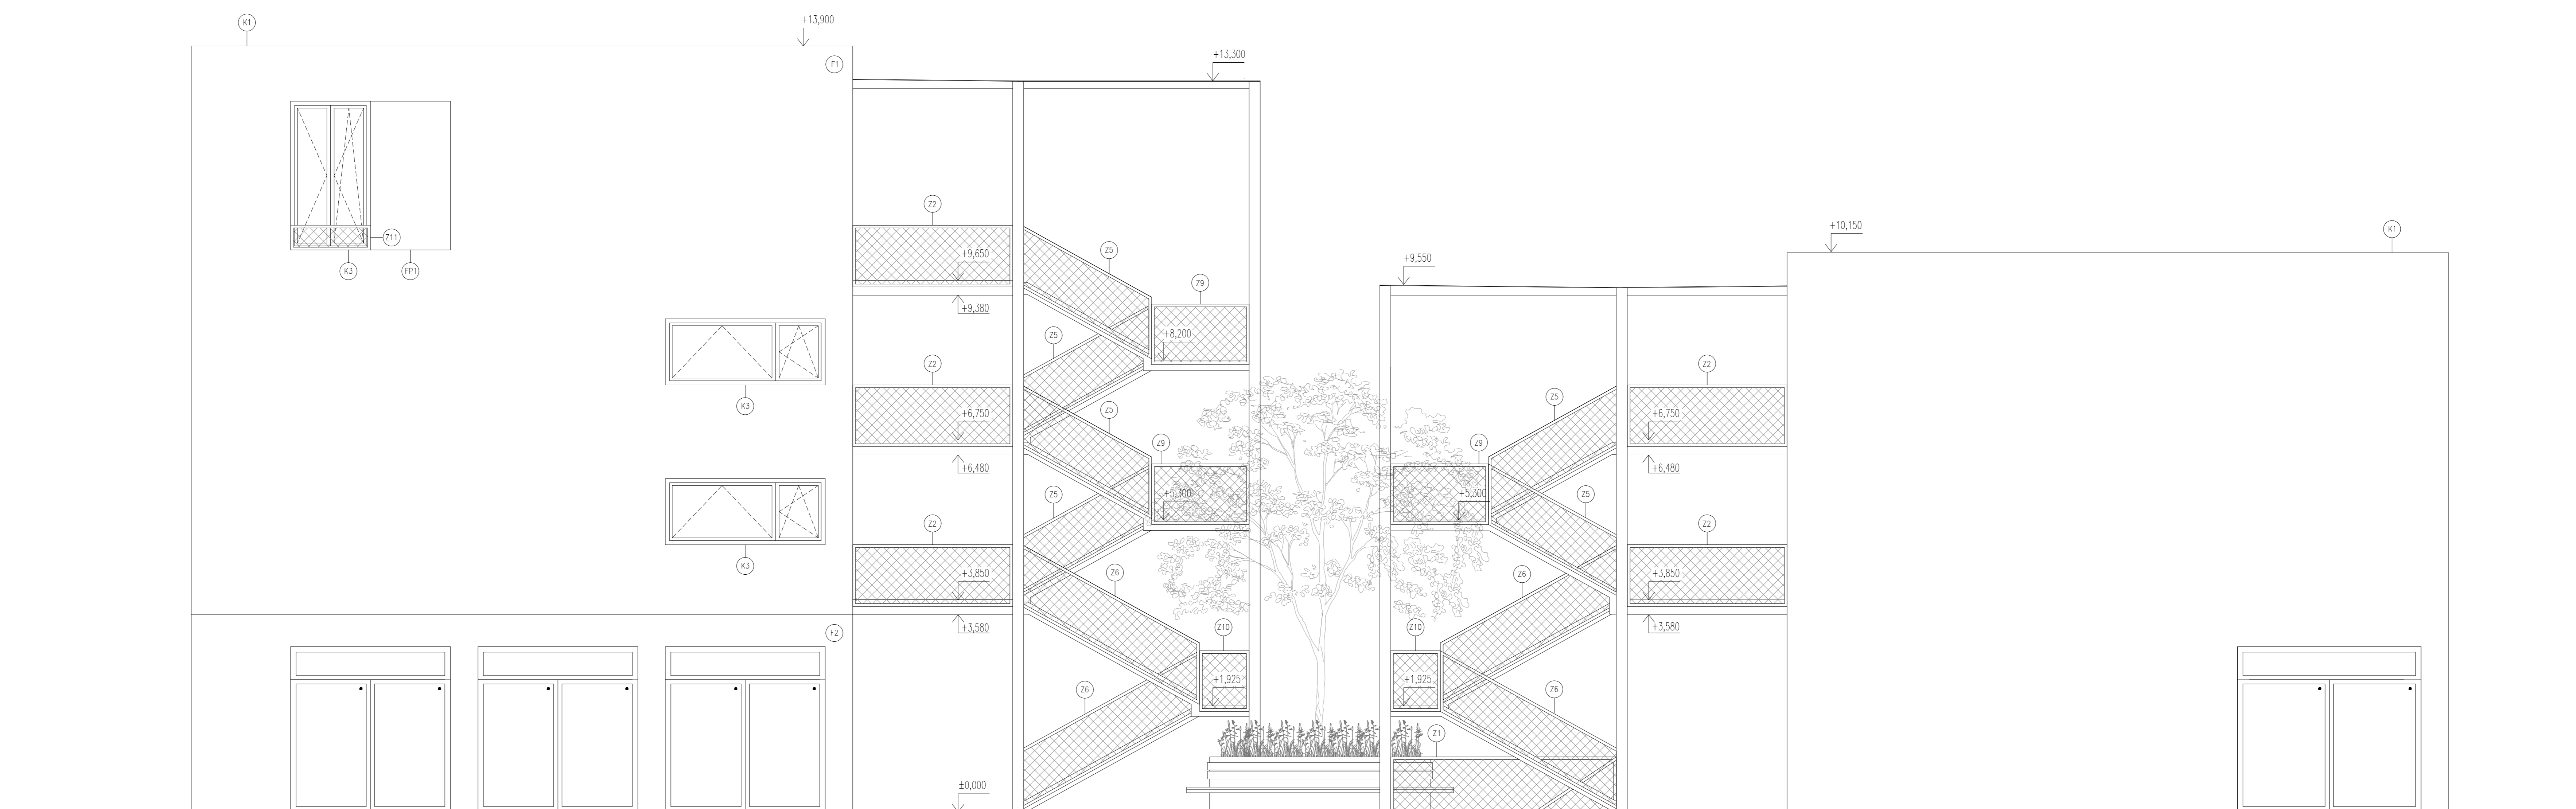 K1
+13,900
F1
+13,300
Z2
+10,150
K1
Z11
Z5
+9,650
+9,550
K3
FP1
Z9
+9,380
Z5
+8,200
Z2
Z2
K3
Z5
Z5
+6,750
+6,750
Z9
Z9
+6,480
+6,480
Z5
+5,300
+5,300
Z5
Z2
Z2
K3
Z6
+3,850
Z6
+3,850
F2
+3,580
Z10
Z10
+3,580
+1,925
+1,925
Z6
Z6
Z1
±0,000